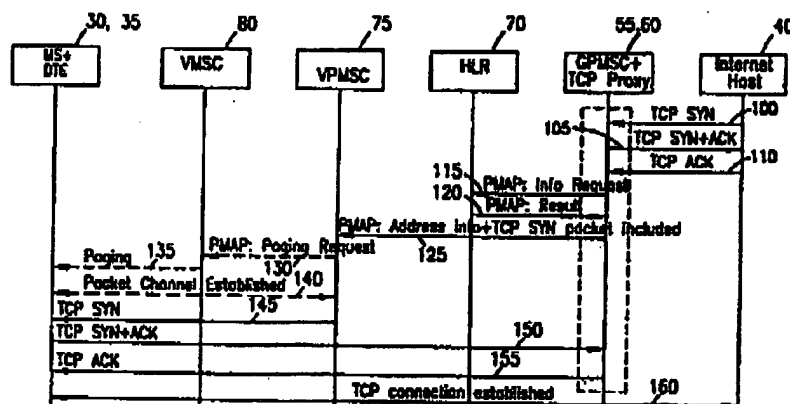 30, 35
80
75
70
55,60
40
MS+
DTE
VMSC
VPMSC
HLR
GPMSC+
TCP Proxy
Internet
Host
TCP SYN
100
105
TCP SYN+ACK
TCP ACK
110
115
PMAP: Info Request
120
PMAP: Result
PMAP: Address Info+TCP SYN packet included
125
Paging
135
PMAP: Paging Request
130
Packet Channel Established
140
TCP SYN
145
TCP SYN+ACK
150
TCP ACK
155
TCP connection established
160